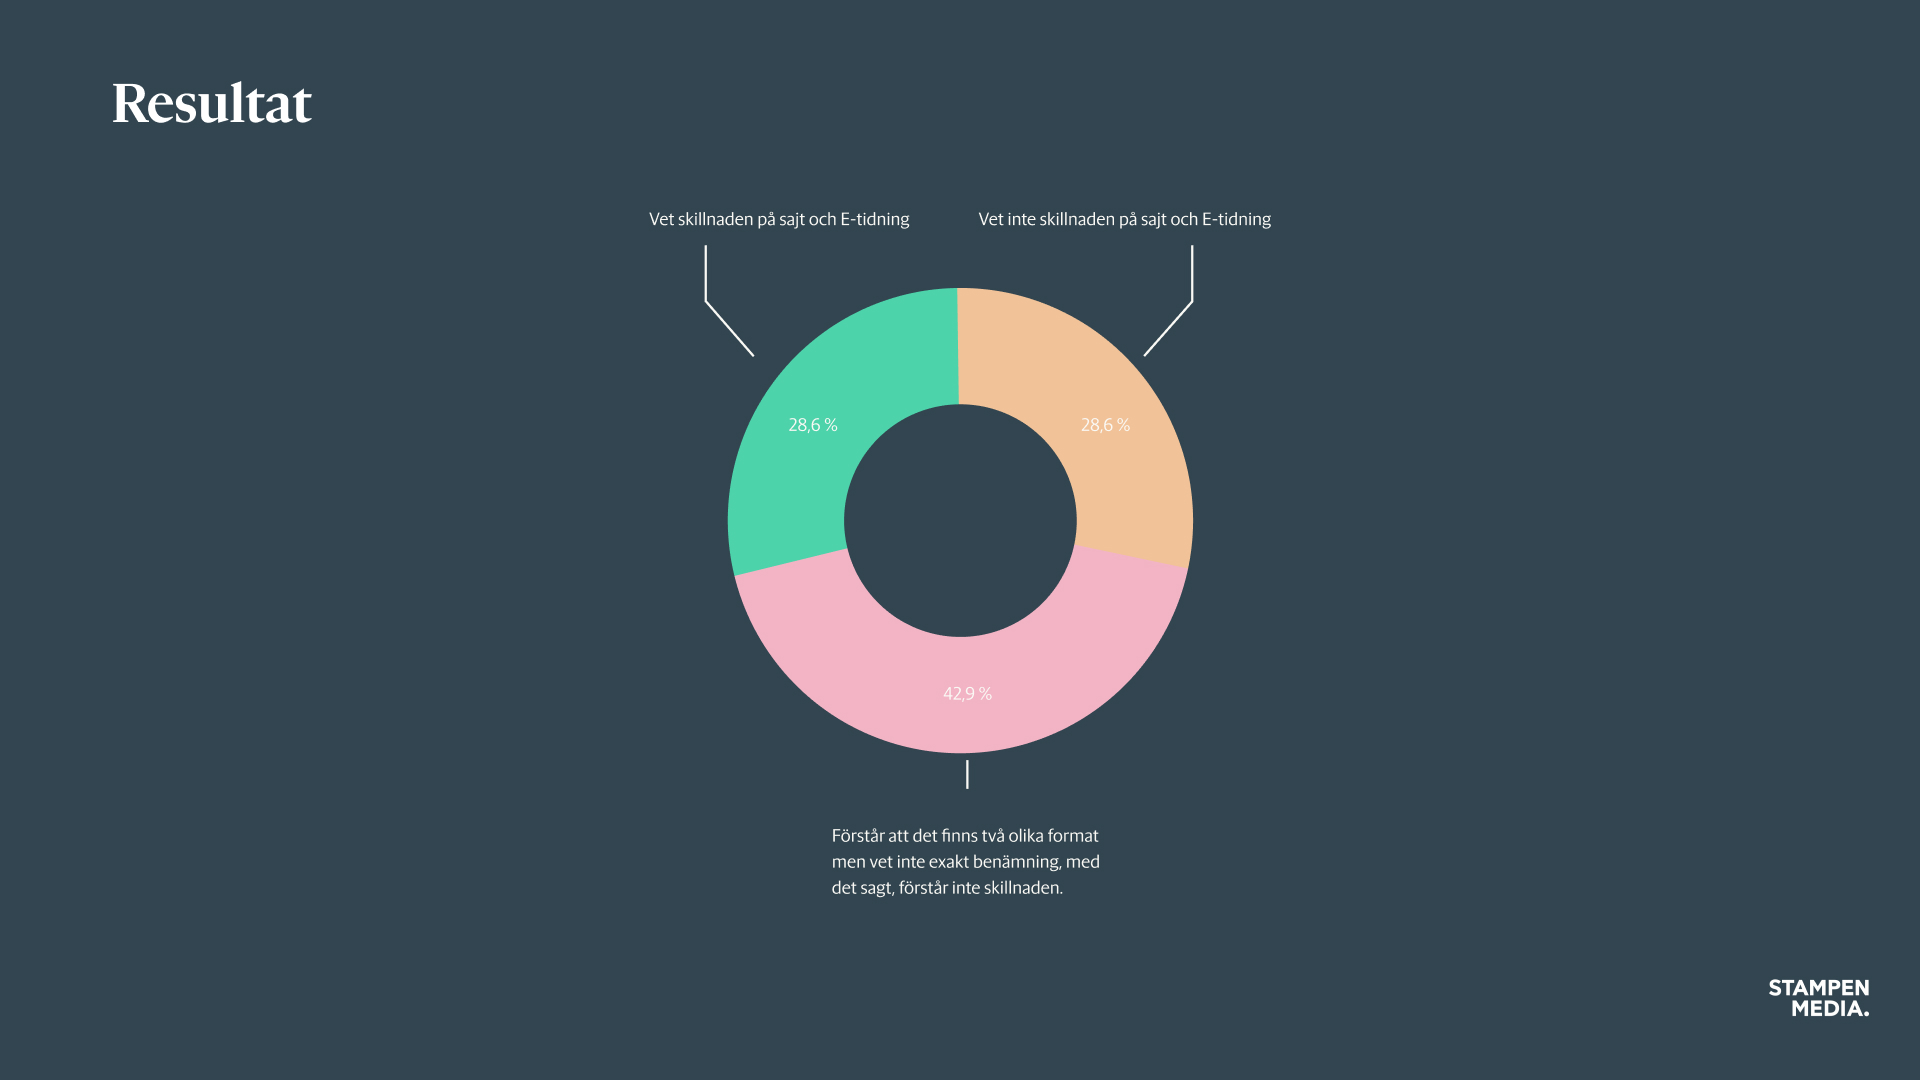 Resultat
Vet skillnaden på sajt och E-tidning
Vet inte skillnaden på sajt och E-tidning
28,6 %
28,6 %
42,9 %
Förstår att det finns två olika format
men vet inte exakt benämning, med
det sagt, förstår inte skillnaden.
STAMPEN
MEDIA.